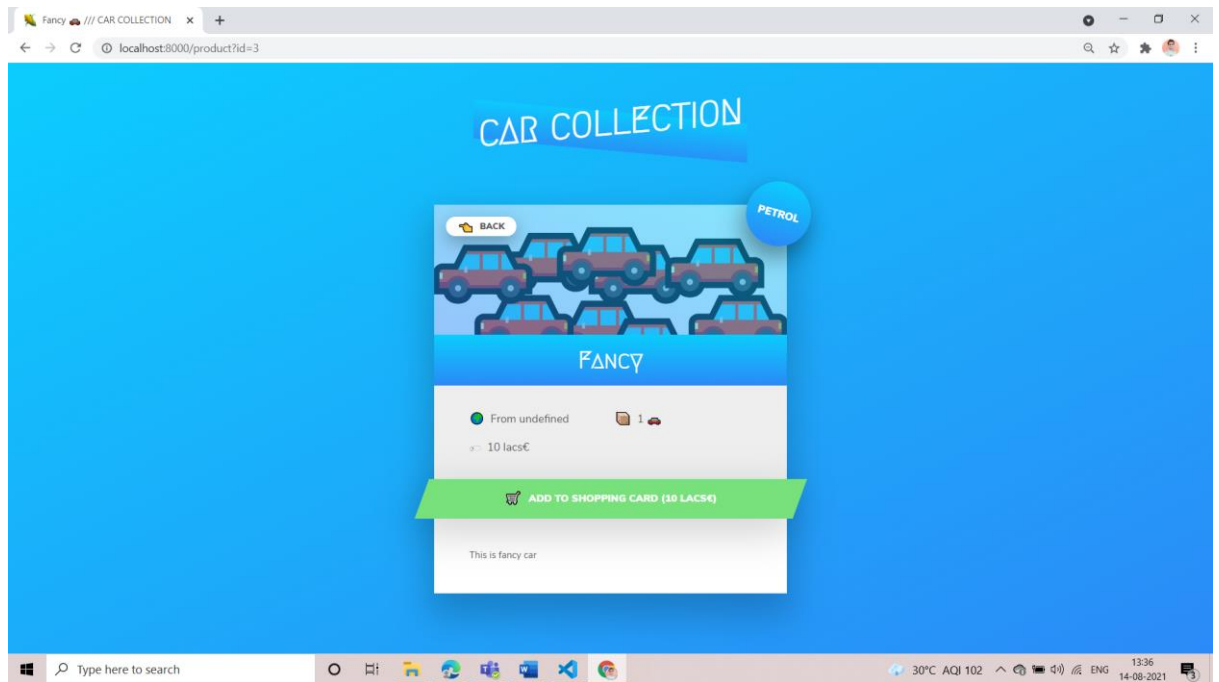 Fancy 🚗 /// CAR COLLECTION
localhost:8000/product?id=3
CAR COLLECTION
PETROL
BACK
FANCY
From undefined
1
10 lacs€
ADD TO SHOPPING CARD (10 LACS€)
This is fancy car
Type here to search
30°C AQI 102
ENG
13:36
14-08-2021
3